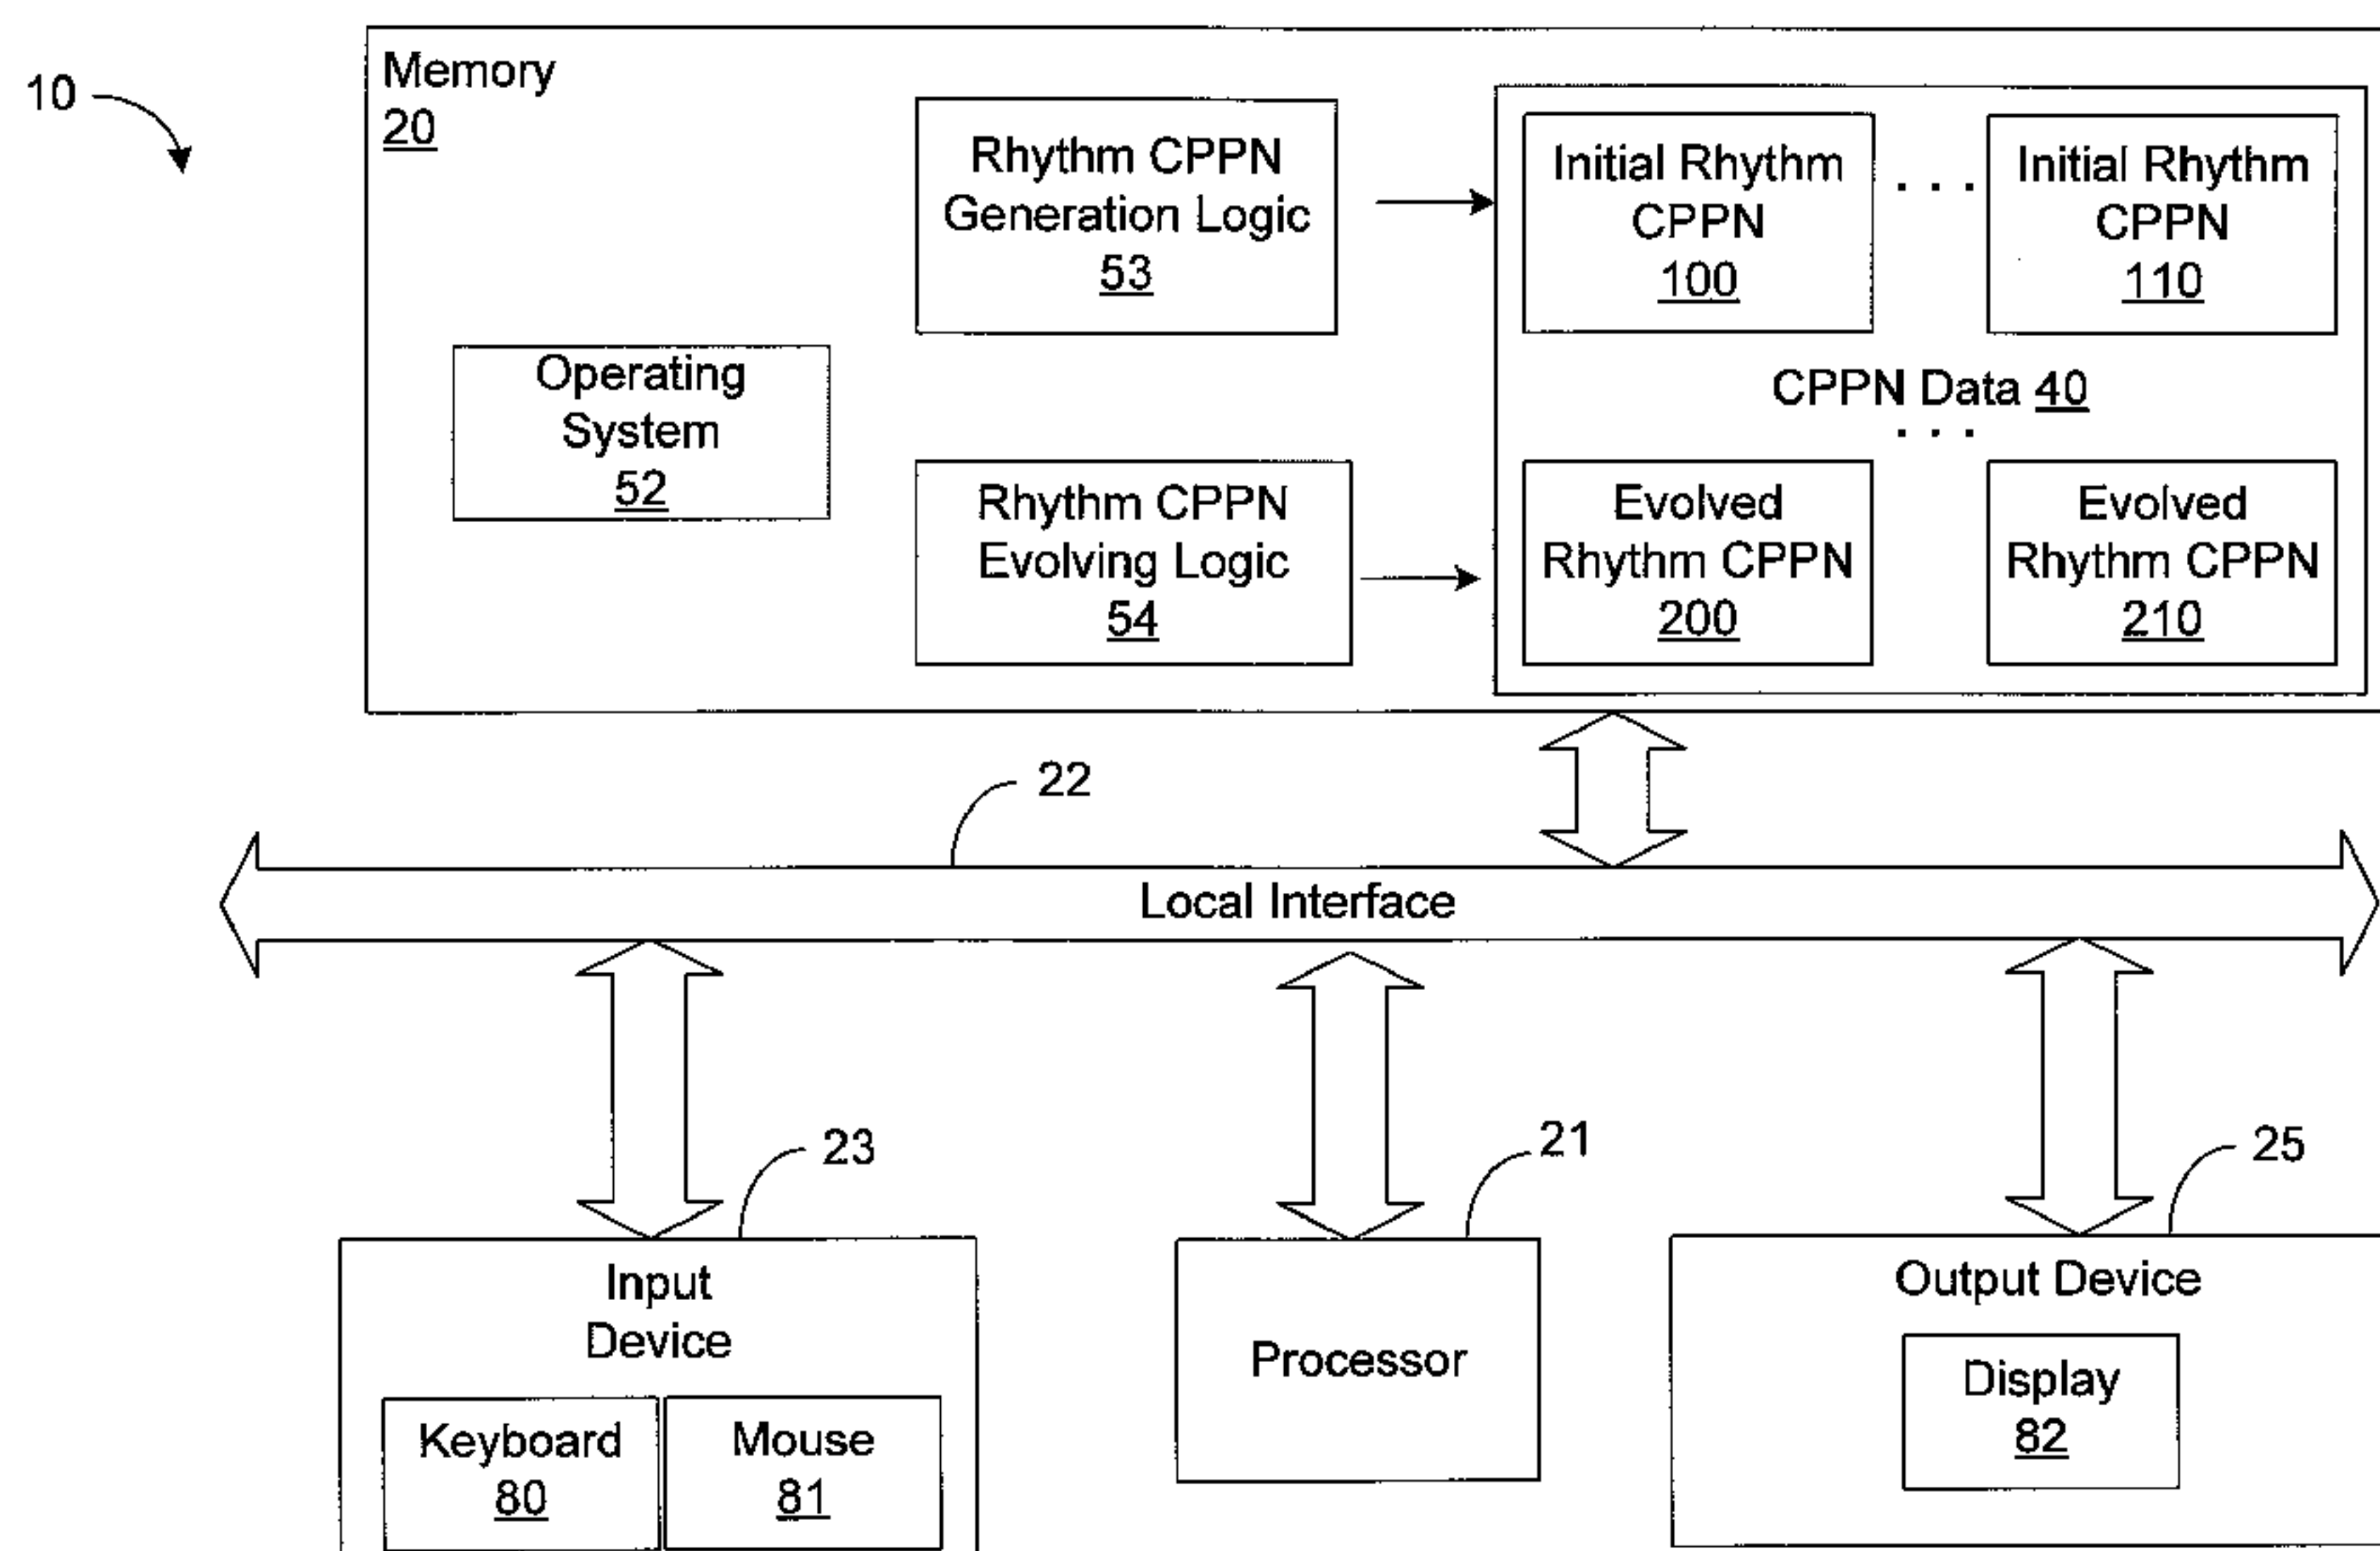 10
Memory
20
Rhythm CPPN
Generation Logic
53
Initial Rhythm
CPPN
100
. . .
Initial Rhythm
CPPN
110
Operating
System
52
CPPN Data 40
. . .
Rhythm CPPN
Evolving Logic
54
Evolved
Rhythm CPPN
200
Evolved
Rhythm CPPN
210
22
Local Interface
23
21
25
Input
Device
Keyboard
80
Mouse
81
Processor
Output Device
Display
82